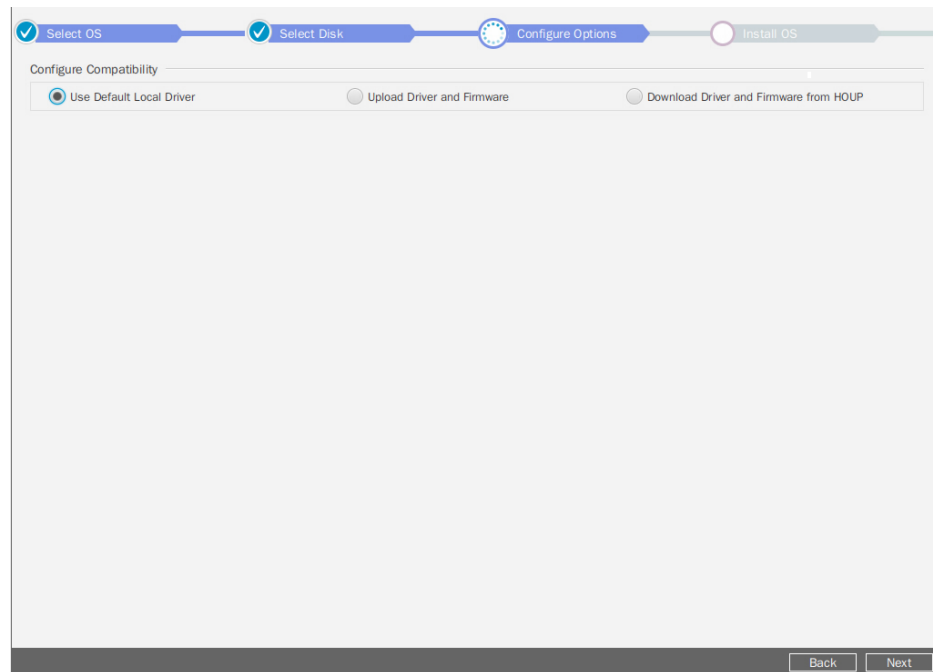 Select OS
Select Disk
Configure Options
Install OS
Configure Compatibility
Use Default Local Driver
Upload Driver and Firmware
Download Driver and Firmware from HOUP
Back
Next